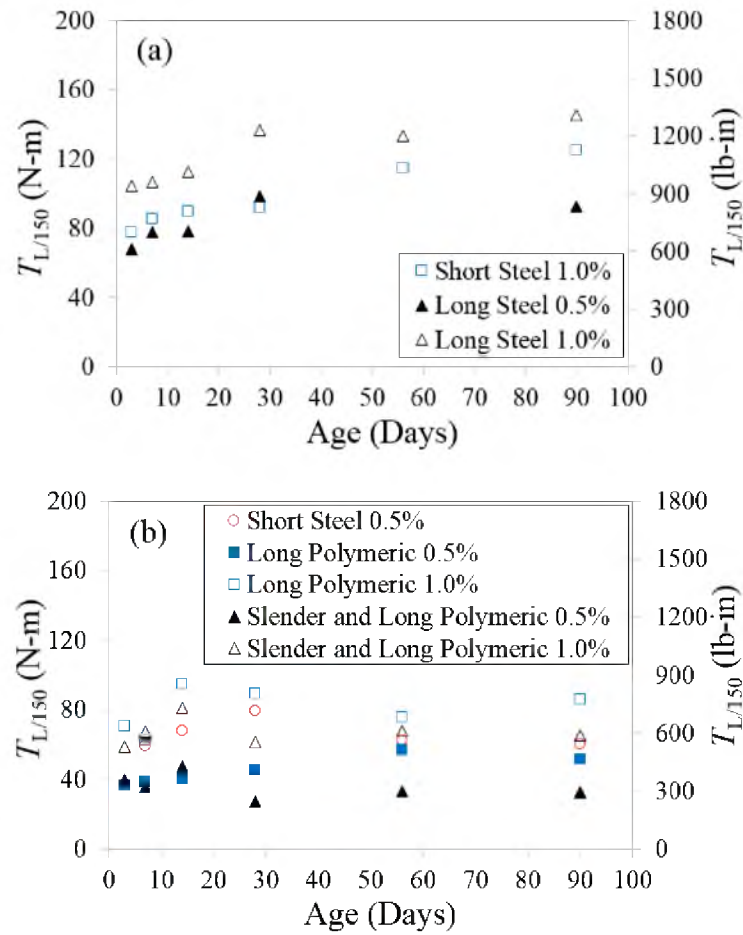 (a)
200
160
120
80
40
0
T_L/150 (N-m)
1800
1500
1200
900
600
300
0
T_L/150 (lb-in)
Short Steel 1.0%
Long Steel 0.5%
Long Steel 1.0%
0 10 20 30 40 50 60 70 80 90 100
Age (Days)
(b)
200
160
120
80
40
0
T_L/150 (N-m)
1800
1500
1200
900
600
300
0
T_L/150 (lb-in)
Short Steel 0.5%
Long Polymeric 0.5%
Long Polymeric 1.0%
Slender and Long Polymeric 0.5%
Slender and Long Polymeric 1.0%
0 10 20 30 40 50 60 70 80 90 100
Age (Days)